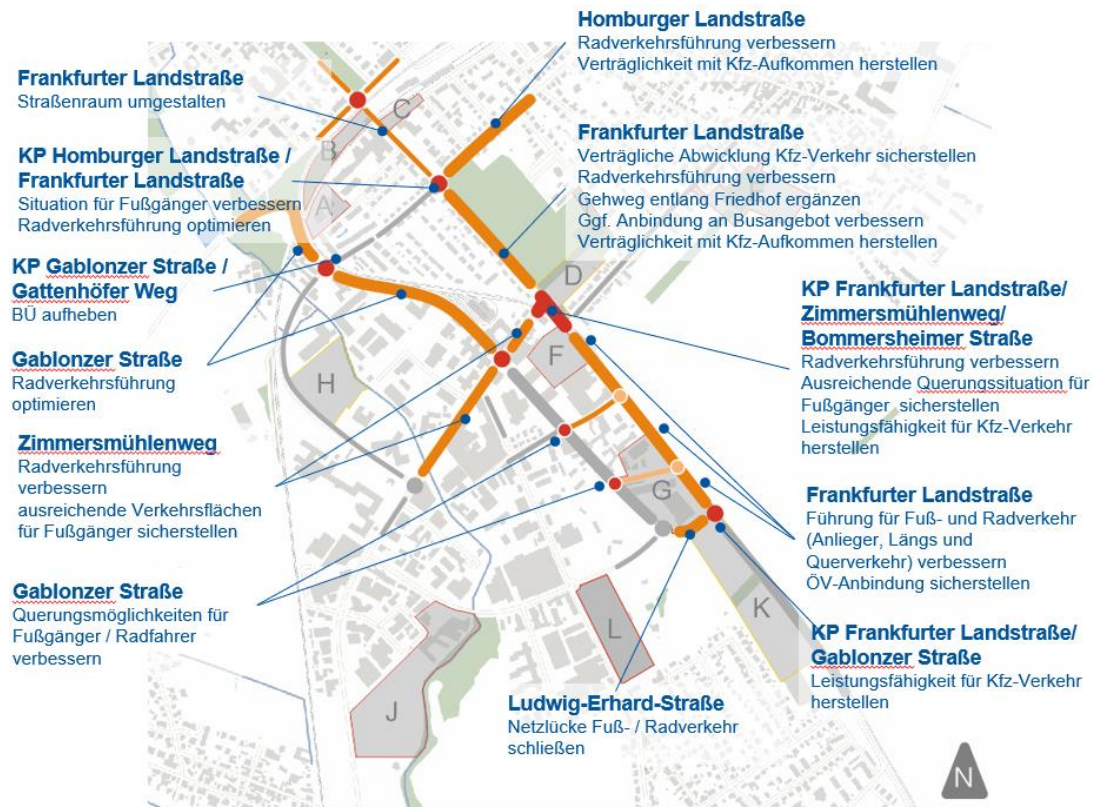 Homburger Landstraße
Radverkehrsführung verbessern
Verträglichkeit mit Kfz-Aufkommen herstellen
Frankfurter Landstraße
Straßenraum umgestalten
Frankfurter Landstraße
Verträgliche Abwicklung Kfz-Verkehr sicherstellen
Radverkehrsführung verbessern
Gehweg entlang Friedhof ergänzen
Ggf. Anbindung an Busangebot verbessern
Verträglichkeit mit Kfz-Aufkommen herstellen
KP Homburger Landstraße /
Frankfurter Landstraße
Situation für Fußgänger verbessern
Radverkehrsführung optimieren
KP Gablonzer Straße /
Gattenhöfer Weg
BÜ aufheben
KP Frankfurter Landstraße/
Zimmersmühlenweg/
Bommersheimer Straße
Radverkehrsführung verbessern
Ausreichende Querungssituation für
Fußgänger sicherstellen
Leistungsfähigkeit für Kfz-Verkehr
herstellen
Gablonzer Straße
Radverkehrsführung
optimieren
Zimmersmühlenweg
Radverkehrsführung
verbessern
ausreichende Verkehrsflächen
für Fußgänger sicherstellen
Frankfurter Landstraße
Führung für Fuß- und Radverkehr
(Anlieger, Längs und
Querverkehr) verbessern
ÖV-Anbindung sicherstellen
Gablonzer Straße
Querungsmöglichkeiten für
Fußgänger / Radfahrer
verbessern
KP Frankfurter Landstraße/
Gablonzer Straße
Leistungsfähigkeit für Kfz-Verkehr
herstellen
Ludwig-Erhard-Straße
Netzlücke Fuß- / Radverkehr
schließen
C
B
A
D
F
H
G
K
L
J
N